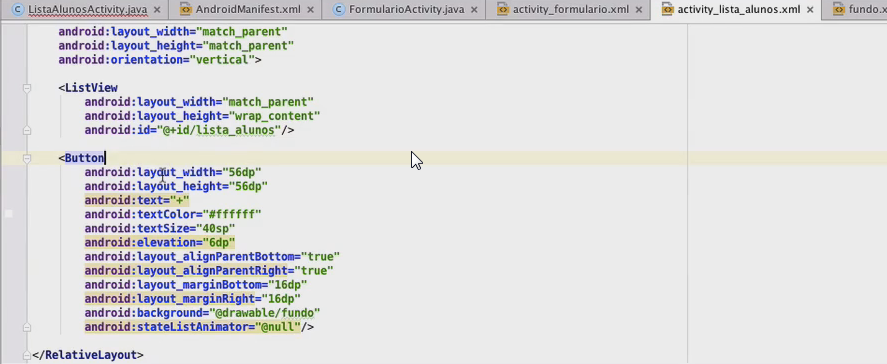 ListaAlunosActivity.java × AndroidManifest.xml × FormularioActivity.java × activity_formulario.xml × activity_lista_alunos.xml × fundo.x
android:layout_width="match_parent"
android:layout_height="match_parent"
android:orientation="vertical">
<ListView
android:layout_width="match_parent"
android:layout_height="wrap_content"
android:id="@+id/lista_alunos"/>
<Button
android:layout_width="56dp"
android:layout_height="56dp"
android:text="+"
android:textColor="#ffffff"
android:textSize="40sp"
android:elevation="6dp"
android:layout_alignParentBottom="true"
android:layout_alignParentRight="true"
android:layout_marginBottom="16dp"
android:layout_marginRight="16dp"
android:background="@drawable/fundo"
android:stateListAnimator="@null"/>
</RelativeLayout>